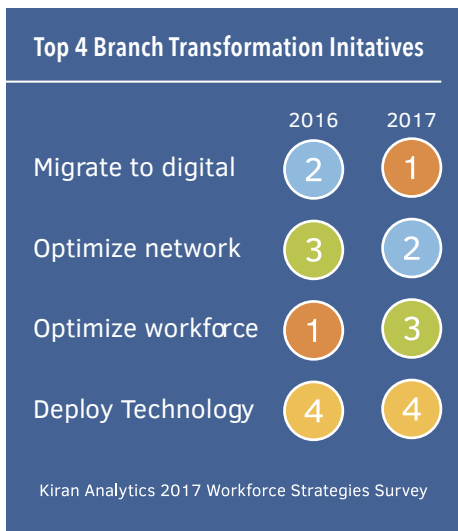 Top 4 Branch Transformation Initatives
2016 2017
Migrate to digital 2 1
Optimize network 3 2
Optimize workforce 1 3
Deploy Technology 4 4
Kiran Analytics 2017 Workforce Strategies Survey